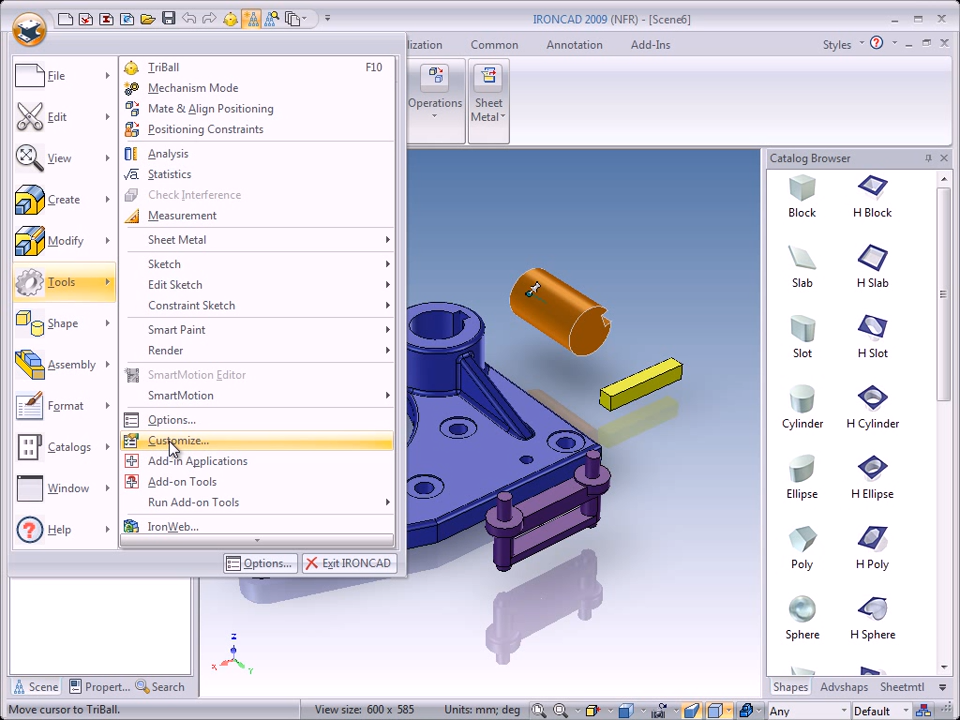 IRONCAD 2009 (NFR) - [Scene6]
lization
Common
Annotation
Add-Ins
Styles
File
Edit
View
Create
Modify
Tools
Shape
Assembly
Format
Catalogs
Window
Help
TriBall F10
Mechanism Mode
Mate & Align Positioning
Positioning Constraints
Analysis
Statistics
Check Interference
Measurement
Sheet Metal
Sketch
Edit Sketch
Constraint Sketch
Smart Paint
Render
SmartMotion Editor
SmartMotion
Options...
Customize...
Add-in Applications
Add-on Tools
Run Add-on Tools
IronWeb...
Options...
Exit IRONCAD
Operations
Sheet
Metal
Catalog Browser
Block
H Block
Slab
H Slab
Slot
H Slot
Cylinder
H Cylinder
Ellipse
H Ellipse
Poly
H Poly
Sphere
H Sphere
Z
X
Y
Scene
Propert...
Search
Shapes
Advshaps
Sheetmtl
Move cursor to TriBall.
View size: 600 x 585
Units: mm; deg
Any
Default